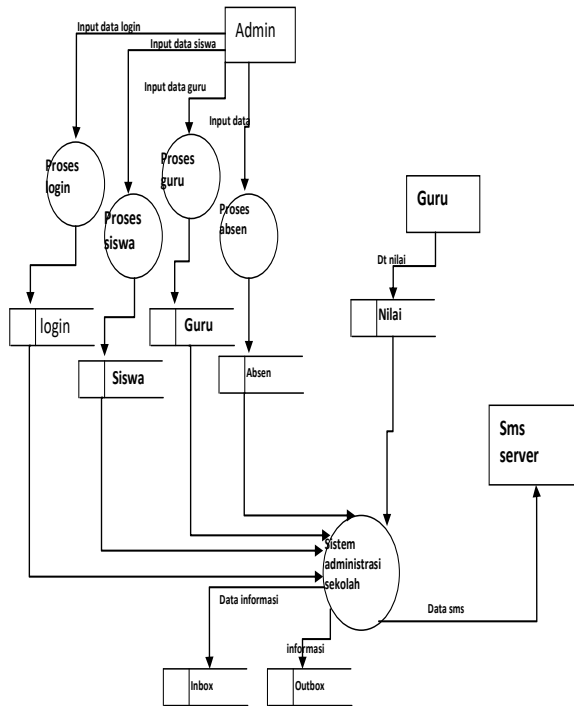 Input data login
Admin
Input data siswa
Input data guru
Input data
Proses
login
Proses
guru
Proses
siswa
Proses
absen
Guru
Dt nilai
login
Guru
Nilai
Siswa
Absen
Sms
server
Sistem
administrasi
sekolah
Data informasi
Data sms
informasi
Inbox
Outbox